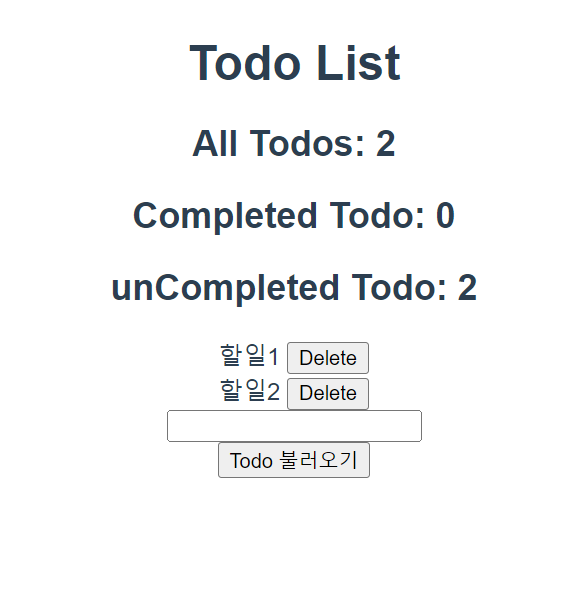 Todo List
All Todos: 2
Completed Todo: 0
unCompleted Todo: 2
할일1 Delete
할일2 Delete
Todo 불러오기